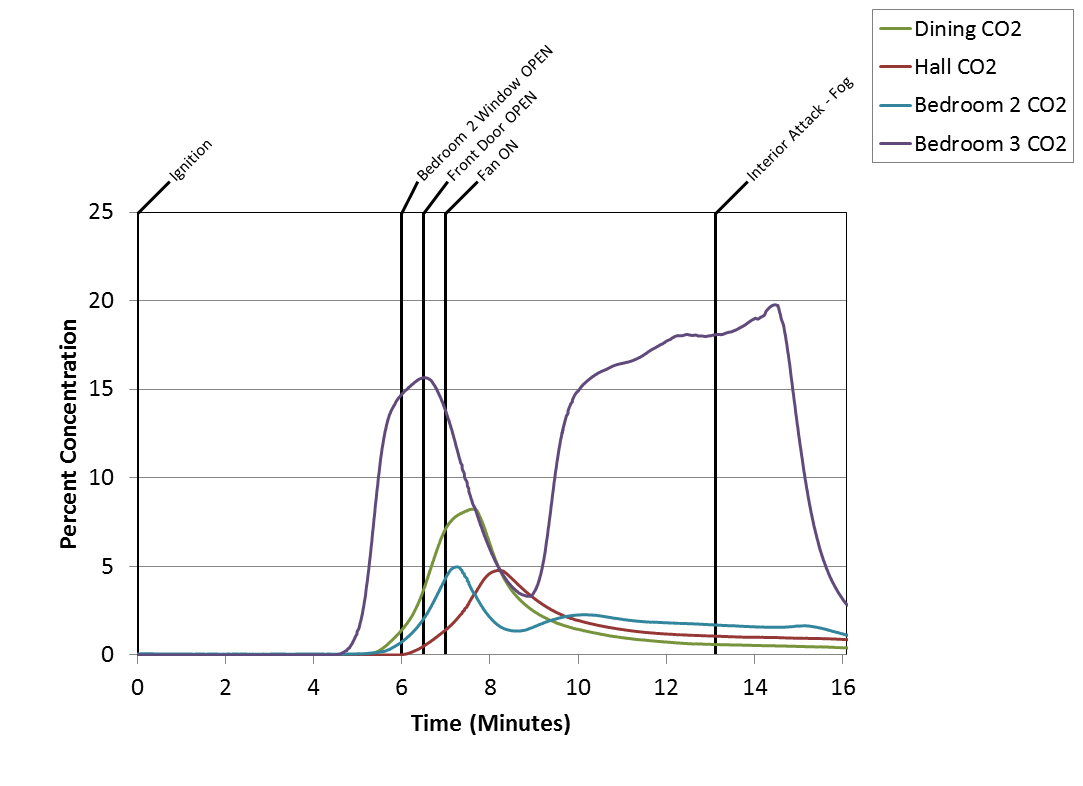 Dining CO2
Hall CO2
Bedroom 2 CO2
Bedroom 3 CO2
Ignition
Bedroom 2 Window OPEN
Front Door OPEN
Fan ON
Interior Attack - Fog
25
20
15
10
5
0
Percent Concentration
0 2 4 6 8 10 12 14 16
Time (Minutes)